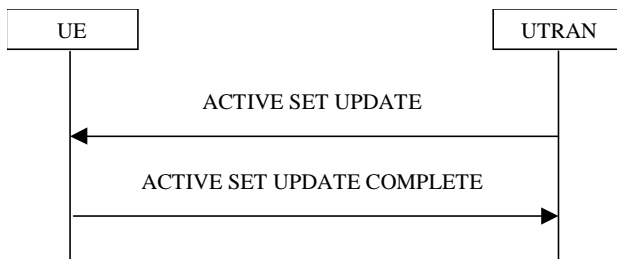 UE
UTRAN
ACTIVE SET UPDATE
ACTIVE SET UPDATE COMPLETE